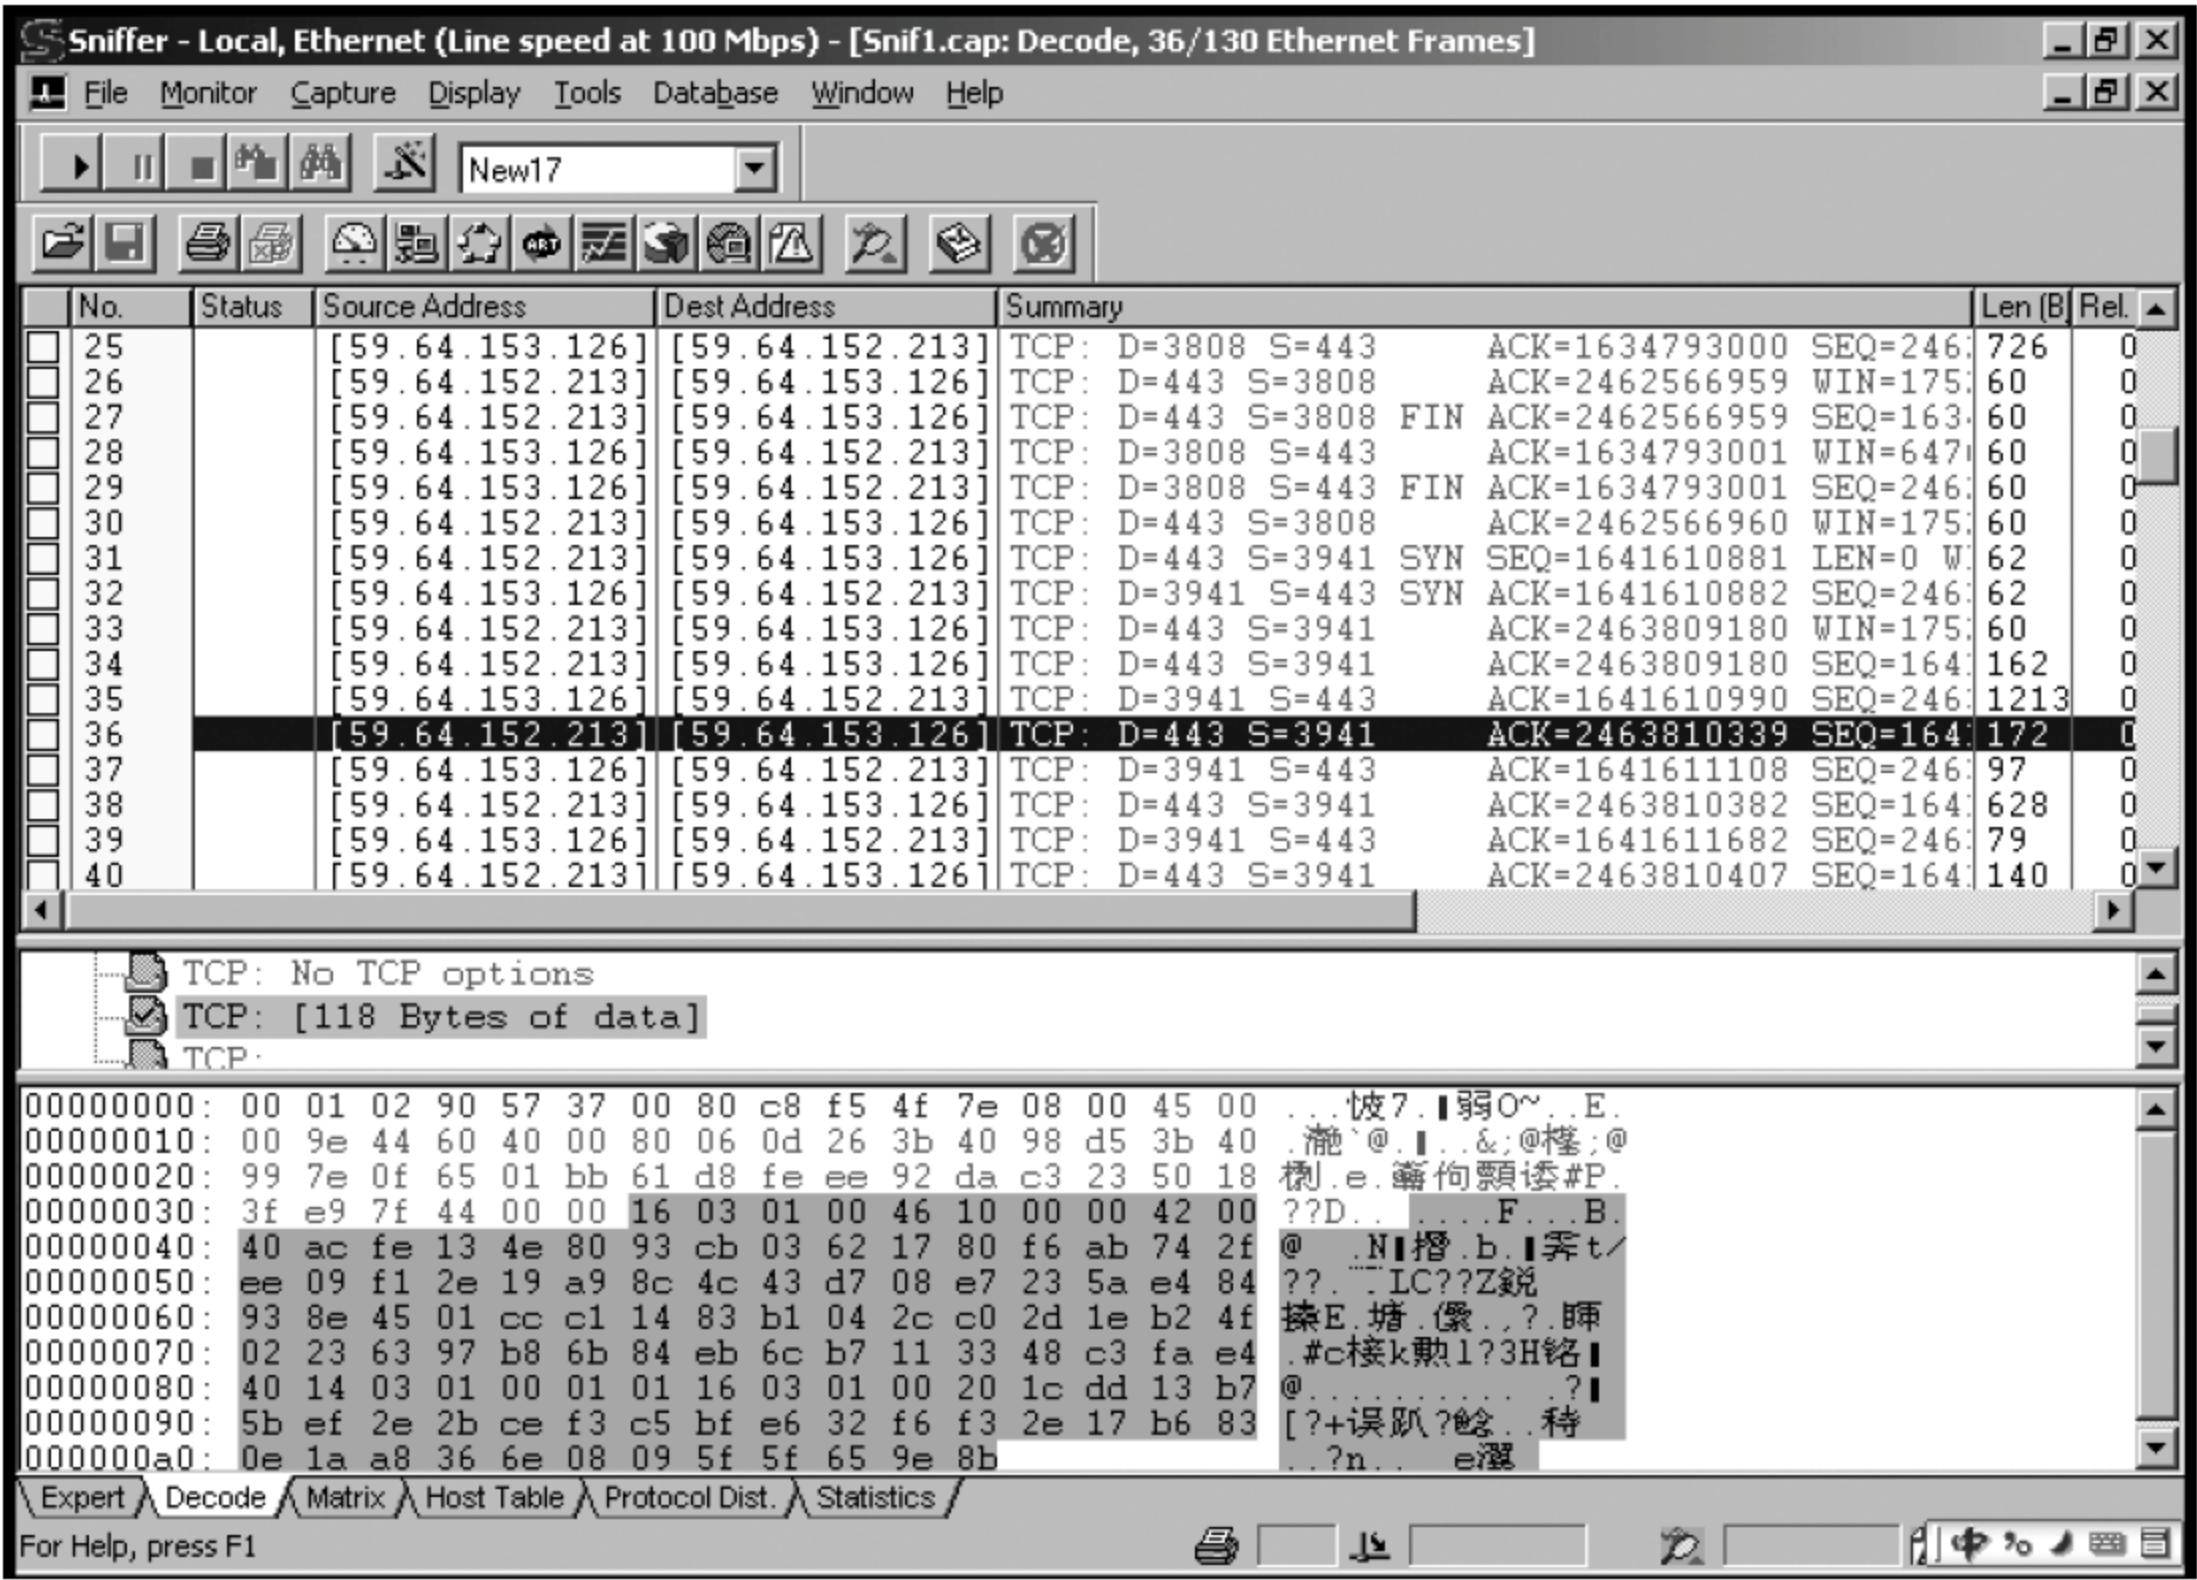 Sniffer - Local, Ethernet (Line speed at 100 Mbps) - [Snif1.cap: Decode, 36/130 Ethernet Frames]
File Monitor Capture Display Tools Database Window Help
New17
No. Status Source Address Dest Address Summary Len (B Rel.
25 [59.64.153.126] [59.64.152.213] TCP: D=3808 S=443 ACK=1634793000 SEQ=246 726 0
26 [59.64.152.213] [59.64.153.126] TCP: D=443 S=3808 ACK=2462566959 WIN=175 60 0
27 [59.64.152.213] [59.64.153.126] TCP: D=443 S=3808 FIN ACK=2462566959 SEQ=163 60 0
28 [59.64.153.126] [59.64.152.213] TCP: D=3808 S=443 ACK=1634793001 WIN=647 60 0
29 [59.64.153.126] [59.64.152.213] TCP: D=3808 S=443 FIN ACK=1634793001 SEQ=246 60 0
30 [59.64.152.213] [59.64.153.126] TCP: D=443 S=3808 ACK=2462566960 WIN=175 60 0
31 [59.64.152.213] [59.64.153.126] TCP: D=443 S=3941 SYN SEQ=1641610881 LEN=0 W 62 0
32 [59.64.153.126] [59.64.152.213] TCP: D=3941 S=443 SYN ACK=1641610882 SEQ=246 62 0
33 [59.64.152.213] [59.64.153.126] TCP: D=443 S=3941 ACK=2463809180 WIN=175 60 0
34 [59.64.152.213] [59.64.153.126] TCP: D=443 S=3941 ACK=2463809180 SEQ=164 162 0
35 [59.64.153.126] [59.64.152.213] TCP: D=3941 S=443 ACK=1641610990 SEQ=246 1213 0
36 [59.64.152.213] [59.64.153.126] TCP: D=443 S=3941 ACK=2463810339 SEQ=164 172 0
37 [59.64.153.126] [59.64.152.213] TCP: D=3941 S=443 ACK=1641611108 SEQ=246 97 0
38 [59.64.152.213] [59.64.153.126] TCP: D=443 S=3941 ACK=2463810382 SEQ=164 628 0
39 [59.64.153.126] [59.64.152.213] TCP: D=3941 S=443 ACK=1641611682 SEQ=246 79 0
40 [59.64.152.213] [59.64.153.126] TCP: D=443 S=3941 ACK=2463810407 SEQ=164 140 0
TCP: No TCP options
TCP: [118 Bytes of data]
TCP:
00000000: 00 01 02 90 57 37 00 80 c8 f5 4f 7e 08 00 45 00
00000010: 00 9e 44 60 40 00 80 06 0d 26 3b 40 98 d5 3b 40
00000020: 99 7e 0f 65 01 bb 61 d8 fe ee 92 da c3 23 50 18
00000030: 3f e9 7f 44 00 00 16 03 01 00 46 10 00 00 42 00 ??D.. ....F...B.
00000040: 40 ac fe 13 4e 80 93 cb 03 62 17 80 f6 ab 74 2f
00000050: ee 09 f1 2e 19 a9 8c 4c 43 d7 08 e7 23 5a e4 84
00000060: 93 8e 45 01 cc c1 14 83 b1 04 2c c0 2d 1e b2 4f
00000070: 02 23 63 97 b8 6b 84 eb 6c b7 11 33 48 c3 fa e4
00000080: 40 14 03 01 00 01 01 16 03 01 00 20 1c dd 13 b7
00000090: 5b ef 2e 2b ce f3 c5 bf e6 32 f6 f3 2e 17 b6 83
000000a0: 0e 1a a8 36 6e 08 09 5f 5f 65 9e 8b
Expert Decode Matrix Host Table Protocol Dist. Statistics
For Help, press F1
中